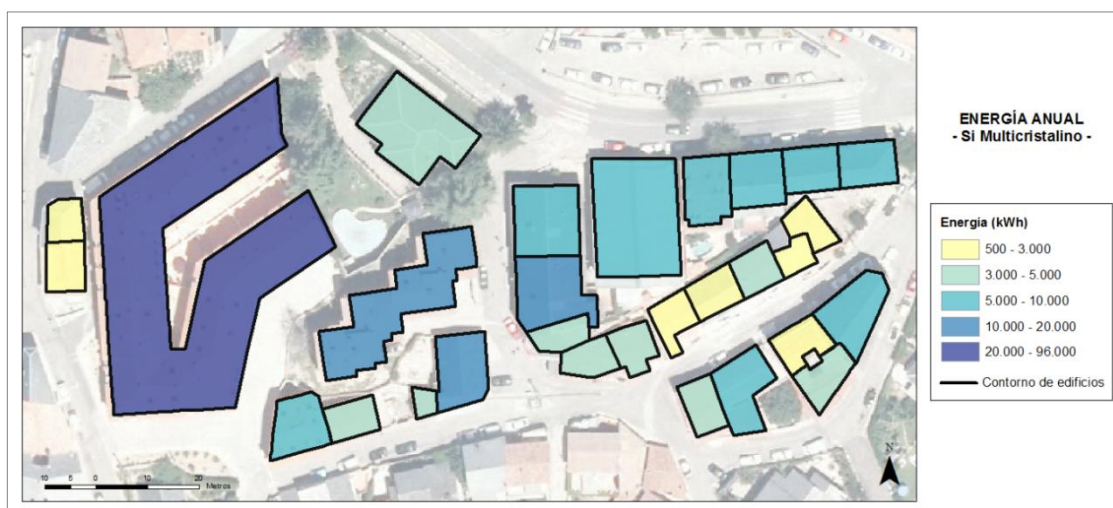 ENERGÍA ANUAL
- Si Multicristalino -
Energía (kWh)
500 - 3.000
3.000 - 5.000
5.000 - 10.000
10.000 - 20.000
20.000 - 96.000
Contorno de edificios
N
10 5 0 10 20
Metros